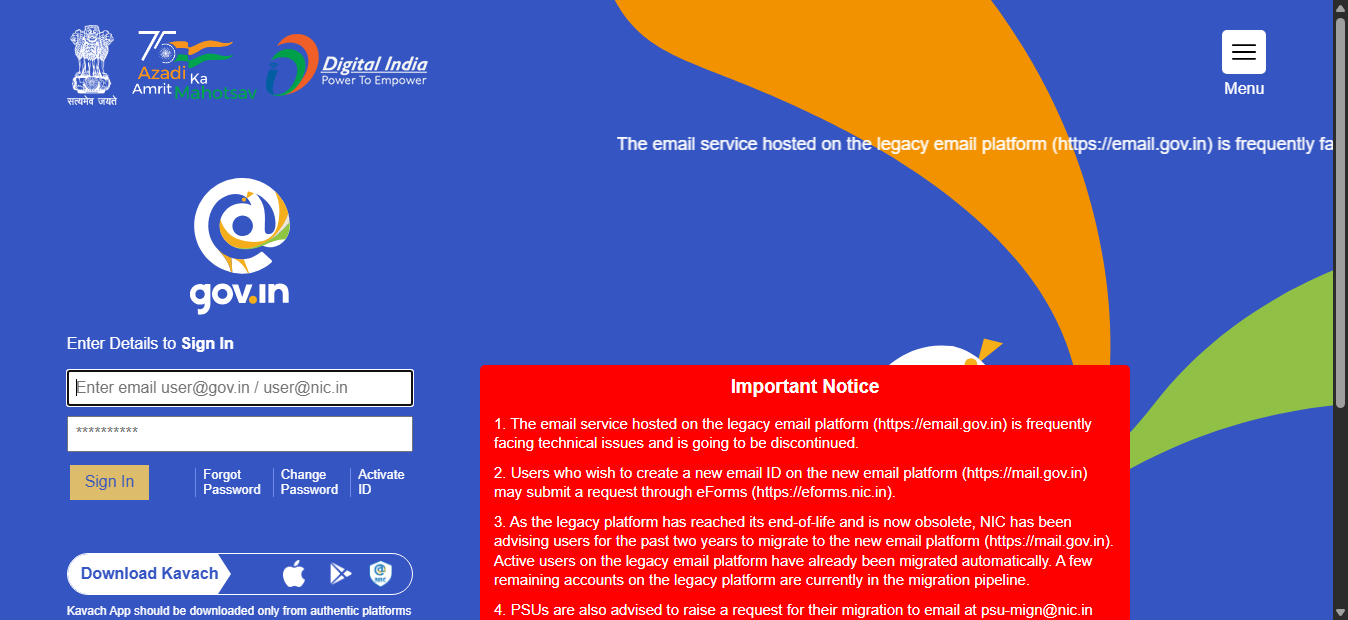 सत्यमेव जयते
75
Azadi Ka
Amrit Mahotsav
Digital India
Power To Empower
Menu
The email service hosted on the legacy email platform (https://email.gov.in) is frequently fa
@
gov.in
Enter Details to Sign In
Enter email user@gov.in / user@nic.in
**********
Sign In
Forgot
Password
Change
Password
Activate
ID
Download Kavach
Kavach App should be downloaded only from authentic platforms
Important Notice
1. The email service hosted on the legacy email platform (https://email.gov.in) is frequently
facing technical issues and is going to be discontinued.
2. Users who wish to create a new email ID on the new email platform (https://mail.gov.in)
may submit a request through eForms (https://eforms.nic.in).
3. As the legacy platform has reached its end-of-life and is now obsolete, NIC has been
advising users for the past two years to migrate to the new email platform (https://mail.gov.in).
Active users on the legacy email platform have already been migrated automatically. A few
remaining accounts on the legacy platform are currently in the migration pipeline.
4. PSUs are also advised to raise a request for their migration to email at psu-mign@nic.in